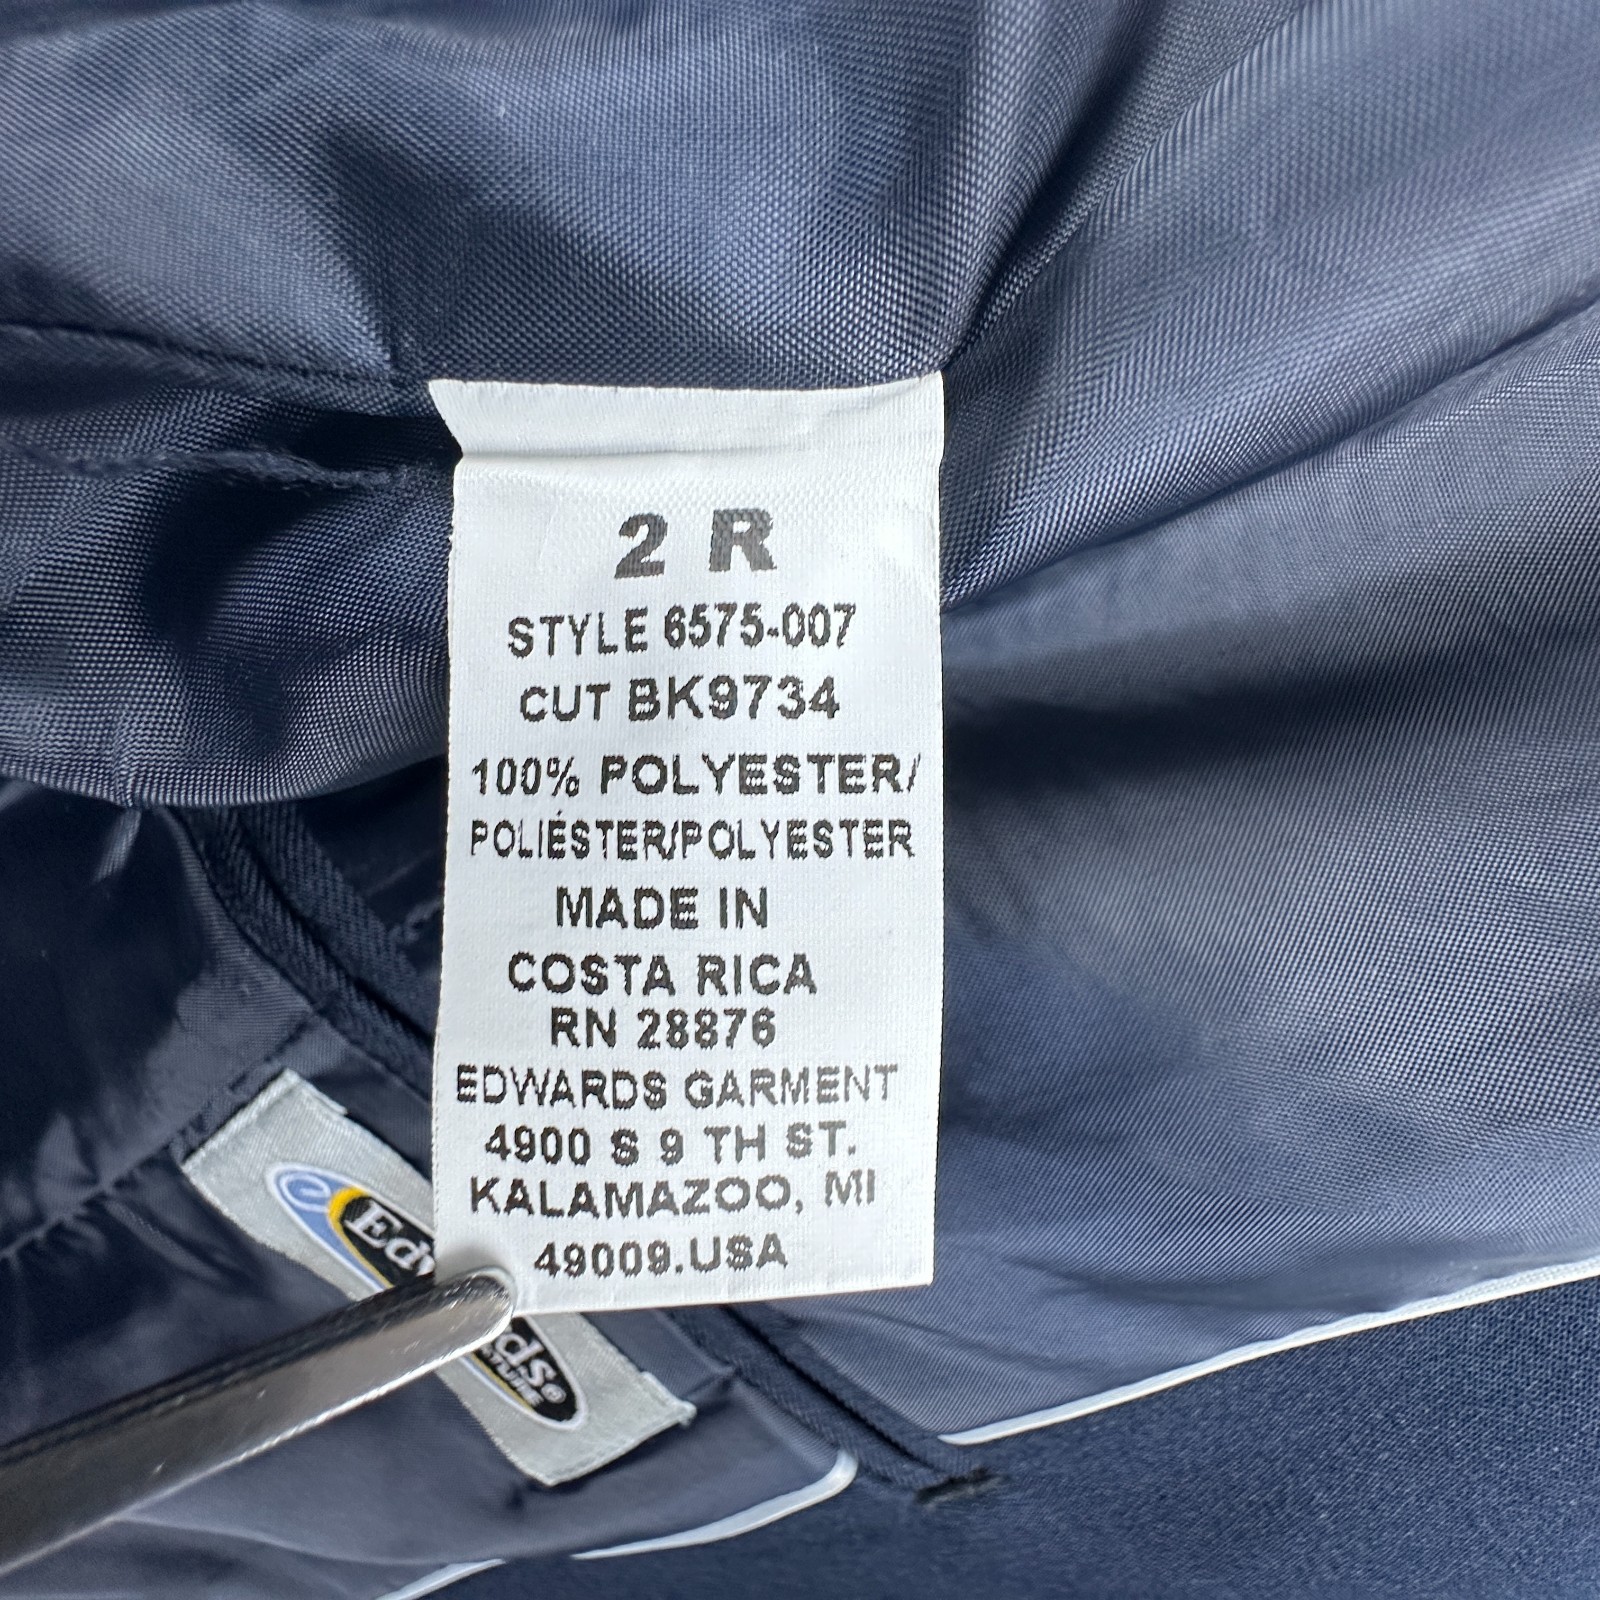 2 R
STYLE 6575-007
CUT BK9734
100% POLYESTER/
POLIÉSTER/POLYESTER
MADE IN
COSTA RICA
RN 28876
EDWARDS GARMENT
4900 S 9 TH ST.
KALAMAZOO, MI
49009.USA